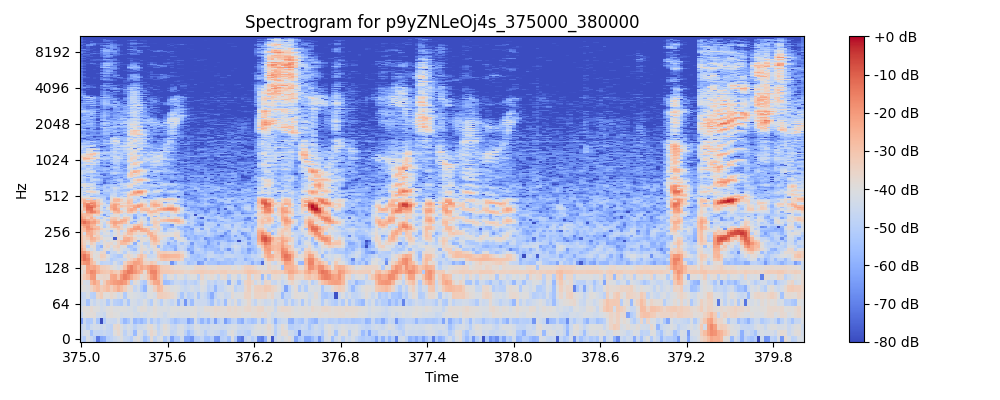 Spectrogram for p9yZNLeOj4s_375000_380000
8192
4096
2048
1024
512
256
128
64
0
Hz
375.0 375.6 376.2 376.8 377.4 378.0 378.6 379.2 379.8
Time
+0 dB
-10 dB
-20 dB
-30 dB
-40 dB
-50 dB
-60 dB
-70 dB
-80 dB